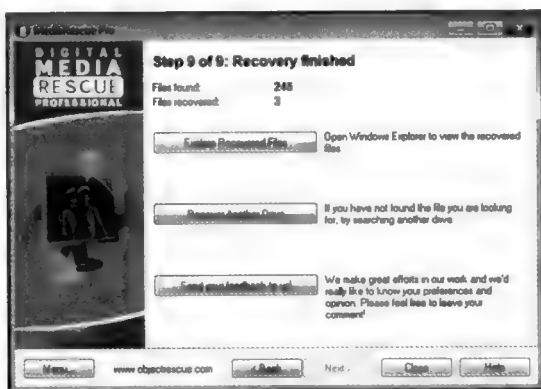 DIGITAL
MEDIA
RESCUE
PROFESSIONAL
Step 9 of 9: Recovery finished
Files found: 245
Files recovered: 3
Explore Recovered Files
Open Windows Explorer to view the recovered
files
Recover Another Drive
If you have not found the file you are looking
for, try searching another drive
Send your feedback to us!
We make great efforts in our work and we'd
really like to know your preferences and
opinion. Please feel free to leave your
comment!
Menu
www.objectrescue.com
< Back
Next
Close
Help